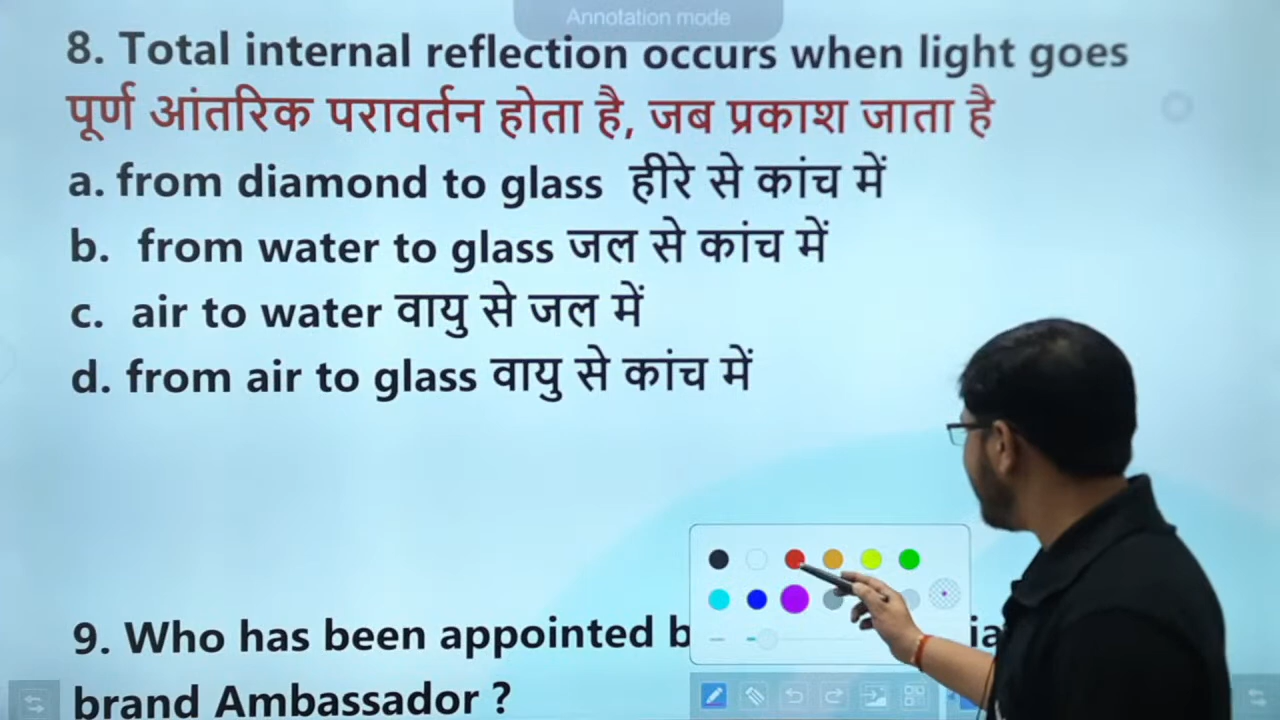 Annotation mode
8. Total internal reflection occurs when light goes
पूर्ण आंतरिक परावर्तन होता है, जब प्रकाश जाता है
a. from diamond to glass हीरे से कांच में
b. from water to glass जल से कांच में
c. air to water वायु से जल में
d. from air to glass वायु से कांच में
9. Who has been appointed
brand Ambassador ?